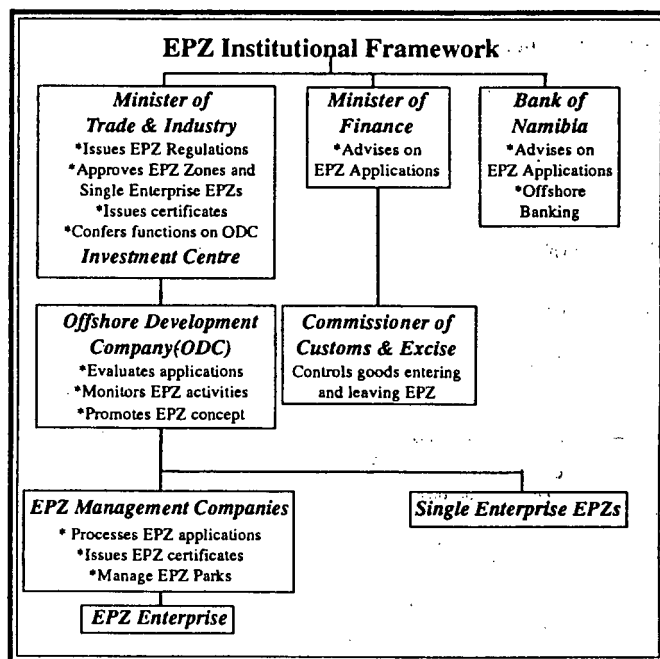 EPZ Institutional Framework
Minister of
Trade & Industry
*Issues EPZ Regulations
*Approves EPZ Zones and
Single Enterprise EPZs
*Issues certificates
*Confers functions on ODC
Investment Centre
Minister of
Finance
*Advises on
EPZ Applications
Bank of
Namibia
*Advises on
EPZ Applications
*Offshore
Banking
Offshore Development
Company(ODC)
*Evaluates applications
*Monitors EPZ activities
*Promotes EPZ concept
Commissioner of
Customs & Excise
Controls goods entering
and leaving EPZ
EPZ Management Companies
* Processes EPZ applications
*Issues EPZ certificates
*Manage EPZ Parks
Single Enterprise EPZs
EPZ Enterprise